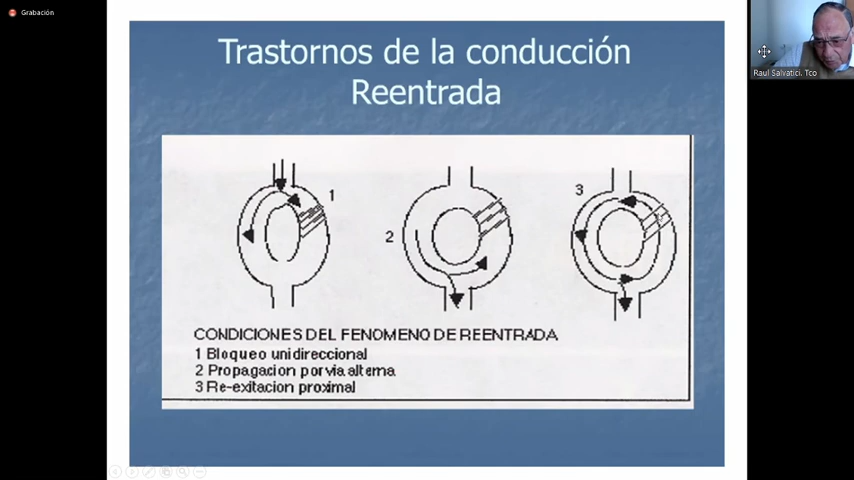 Grabación
Trastornos de la conducción
Reentrada
1
2
3
CONDICIONES DEL FENOMENO DE REENTRADA
1 Bloqueo unidireccional
2 Propagacion por via alterna
3 Re-exitacion proximal
Raul Salvatici. Tco